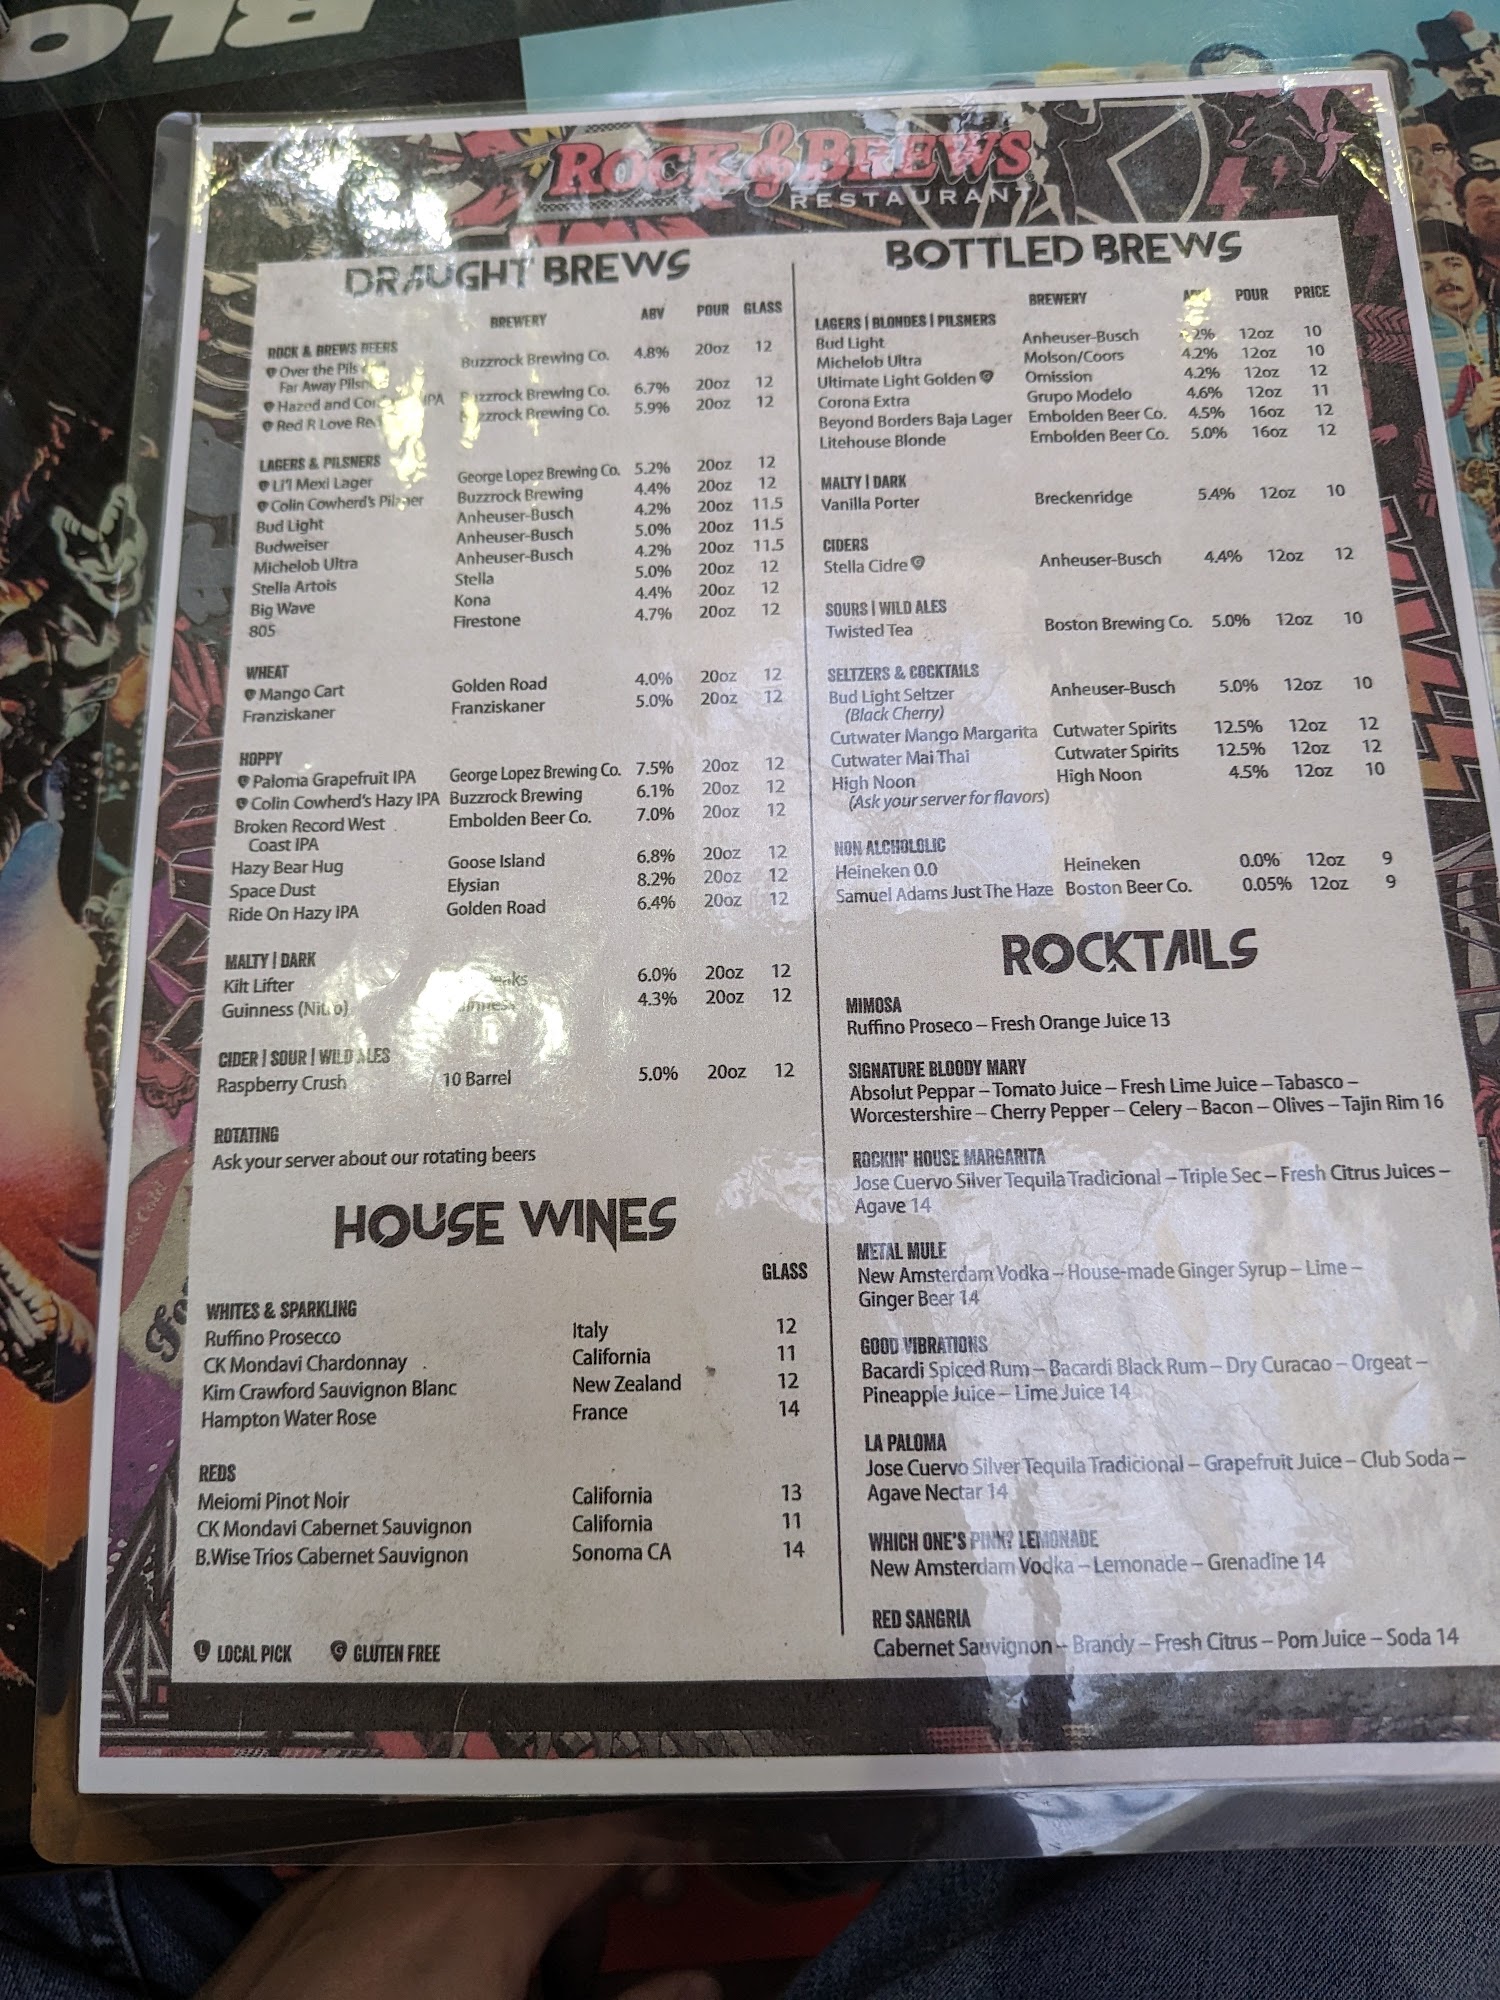 ROCK & BREWS
RESTAURANT
DRAUGHT BREWS
BREWERY ABV POUR GLASS
ROCK & BREWS BEERS
Over the Pils Buzzrock Brewing Co. 4.8% 20oz 12
Far Away Pilsner
Hazed and IPA Buzzrock Brewing Co. 6.7% 20oz 12
Red R Love Buzzrock Brewing Co. 5.9% 20oz 12
LAGERS & PILSNERS
Li'l Mexi Lager George Lopez Brewing Co. 5.2% 20oz 12
Colin Cowherd's Pilsner Buzzrock Brewing 4.4% 20oz 12
Bud Light Anheuser-Busch 4.2% 20oz 11.5
Budweiser Anheuser-Busch 5.0% 20oz 11.5
Michelob Ultra Anheuser-Busch 4.2% 20oz 11.5
Stella Artois Stella 5.0% 20oz 12
Big Wave Kona 4.4% 20oz 12
805 Firestone 4.7% 20oz 12
WHEAT
Mango Cart Golden Road 4.0% 20oz 12
Franziskaner Franziskaner 5.0% 20oz 12
HOPPY
Paloma Grapefruit IPA George Lopez Brewing Co. 7.5% 20oz 12
Colin Cowherd's Hazy IPA Buzzrock Brewing 6.1% 20oz 12
Broken Record West Embolden Beer Co. 7.0% 20oz 12
Coast IPA
Hazy Bear Hug Goose Island 6.8% 20oz 12
Space Dust Elysian 8.2% 20oz 12
Ride On Hazy IPA Golden Road 6.4% 20oz 12
MALTY | DARK
Kilt Lifter 6.0% 20oz 12
Guinness (Nitro) Guinness 4.3% 20oz 12
CIDER | SOUR | WILD ALES
Raspberry Crush 10 Barrel 5.0% 20oz 12
ROTATING
Ask your server about our rotating beers
HOUSE WINES
GLASS
WHITES & SPARKLING
Ruffino Prosecco Italy 12
CK Mondavi Chardonnay California 11
Kim Crawford Sauvignon Blanc New Zealand 12
Hampton Water Rose France 14
REDS
Meiomi Pinot Noir California 13
CK Mondavi Cabernet Sauvignon California 11
B.Wise Trios Cabernet Sauvignon Sonoma CA 14
L LOCAL PICK G GLUTEN FREE
BOTTLED BREWS
BREWERY ABV POUR PRICE
LAGERS | BLONDES | PILSNERS
Bud Light Anheuser-Busch 4.2% 12oz 10
Michelob Ultra Molson/Coors 4.2% 12oz 10
Ultimate Light Golden G Omission 4.2% 12oz 12
Corona Extra Grupo Modelo 4.6% 12oz 11
Beyond Borders Baja Lager Embolden Beer Co. 4.5% 16oz 12
Litehouse Blonde Embolden Beer Co. 5.0% 16oz 12
MALTY | DARK
Vanilla Porter Breckenridge 5.4% 12oz 10
CIDERS
Stella Cidre G Anheuser-Busch 4.4% 12oz 12
SOURS | WILD ALES
Twisted Tea Boston Brewing Co. 5.0% 12oz 10
SELTZERS & COCKTAILS
Bud Light Seltzer Anheuser-Busch 5.0% 12oz 10
(Black Cherry)
Cutwater Mango Margarita Cutwater Spirits 12.5% 12oz 12
Cutwater Mai Thai Cutwater Spirits 12.5% 12oz 12
High Noon High Noon 4.5% 12oz 10
(Ask your server for flavors)
NON ALCHOLOLIC
Heineken 0.0 Heineken 0.0% 12oz 9
Samuel Adams Just The Haze Boston Beer Co. 0.05% 12oz 9
ROCKTAILS
MIMOSA
Ruffino Proseco – Fresh Orange Juice 13
SIGNATURE BLOODY MARY
Absolut Peppar – Tomato Juice – Fresh Lime Juice – Tabasco –
Worcestershire – Cherry Pepper – Celery – Bacon – Olives – Tajin Rim 16
ROCKIN' HOUSE MARGARITA
Jose Cuervo Silver Tequila Tradicional – Triple Sec – Fresh Citrus Juices –
Agave 14
METAL MULE
New Amsterdam Vodka – House-made Ginger Syrup – Lime –
Ginger Beer 14
GOOD VIBRATIONS
Bacardi Spiced Rum – Bacardi Black Rum – Dry Curacao – Orgeat –
Pineapple Juice – Lime Juice 14
LA PALOMA
Jose Cuervo Silver Tequila Tradicional – Grapefruit Juice – Club Soda –
Agave Nectar 14
WHICH ONE'S PINK? LEMONADE
New Amsterdam Vodka – Lemonade – Grenadine 14
RED SANGRIA
Cabernet Sauvignon – Brandy – Fresh Citrus – Pom Juice – Soda 14